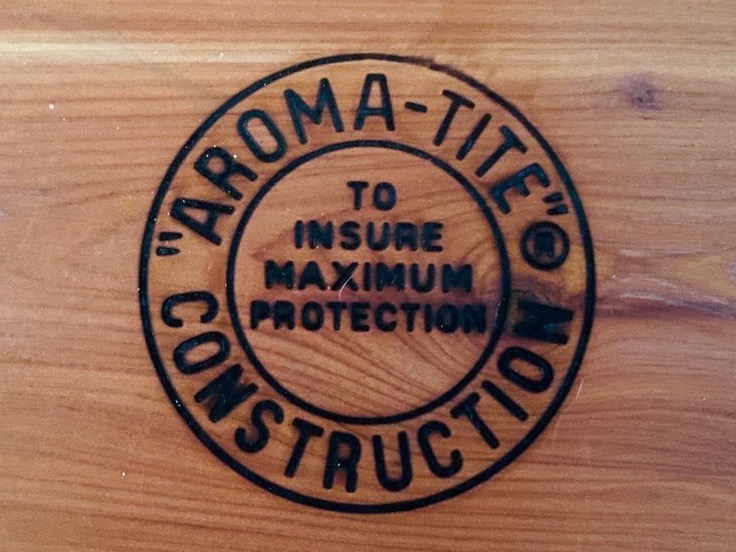 "AROMA-TITE"®
TO
INSURE
MAXIMUM
PROTECTION
CONSTRUCTION